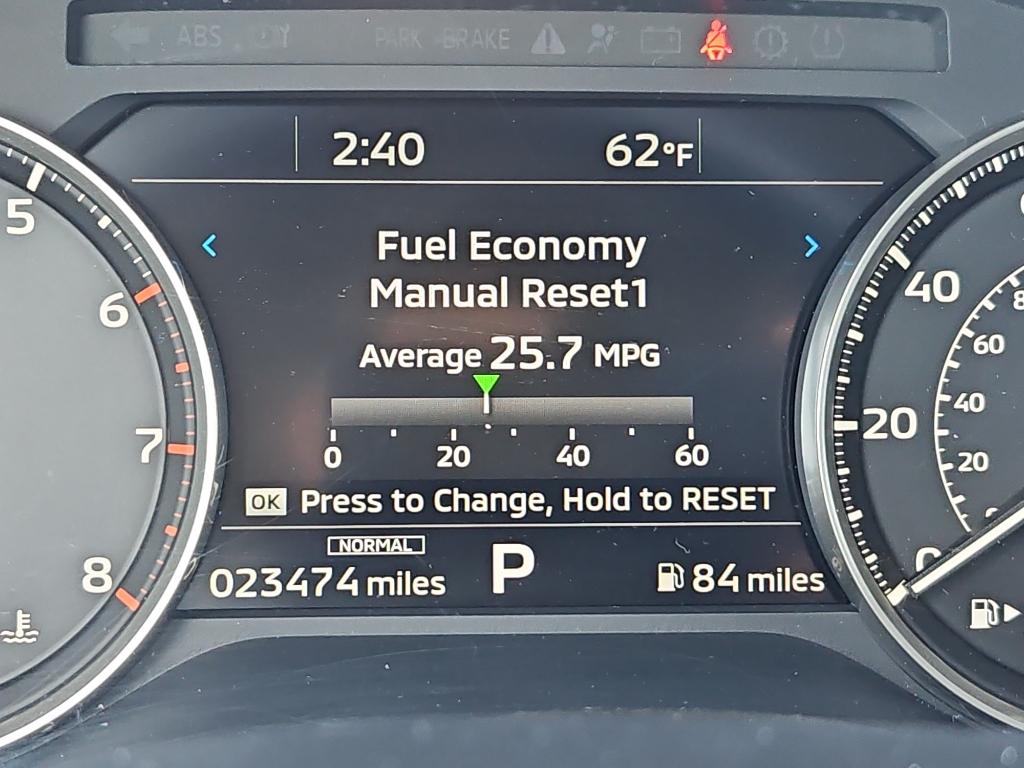 ABS
PARK BRAKE
2:40 62°F
Fuel Economy
Manual Reset1
Average 25.7 MPG
0 20 40 60
OK Press to Change, Hold to RESET
NORMAL
023474 miles P 84 miles
5
6
7
8
40
20
0
60
40
20